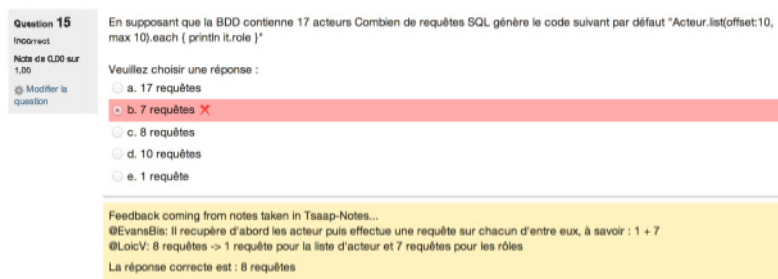 Question 15
Incorrect
Note de 0,00 sur
1,00
Modifier la
question
En supposant que la BDD contienne 17 acteurs Combien de requêtes SQL génère le code suivant par défaut "Acteur.list(offset:10,
max 10).each { println it.role }"
Veuillez choisir une réponse :
a. 17 requêtes
b. 7 requêtes
c. 8 requêtes
d. 10 requêtes
e. 1 requête
Feedback coming from notes taken in Tsaap-Notes...
@EvansBis: Il recupère d'abord les acteur puis effectue une requête sur chacun d'entre eux, à savoir : 1 + 7
@LoicV: 8 requêtes -> 1 requête pour la liste d'acteur et 7 requêtes pour les rôles
La réponse correcte est : 8 requêtes